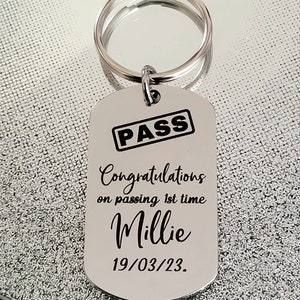 PASS
Congratulations
on passing 1st time
Millie
19/03/23.